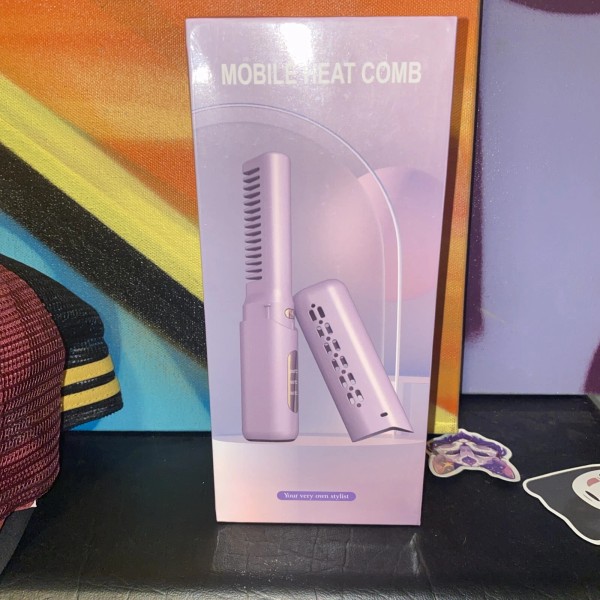 MOBILE HEAT COMB
Your very own stylist